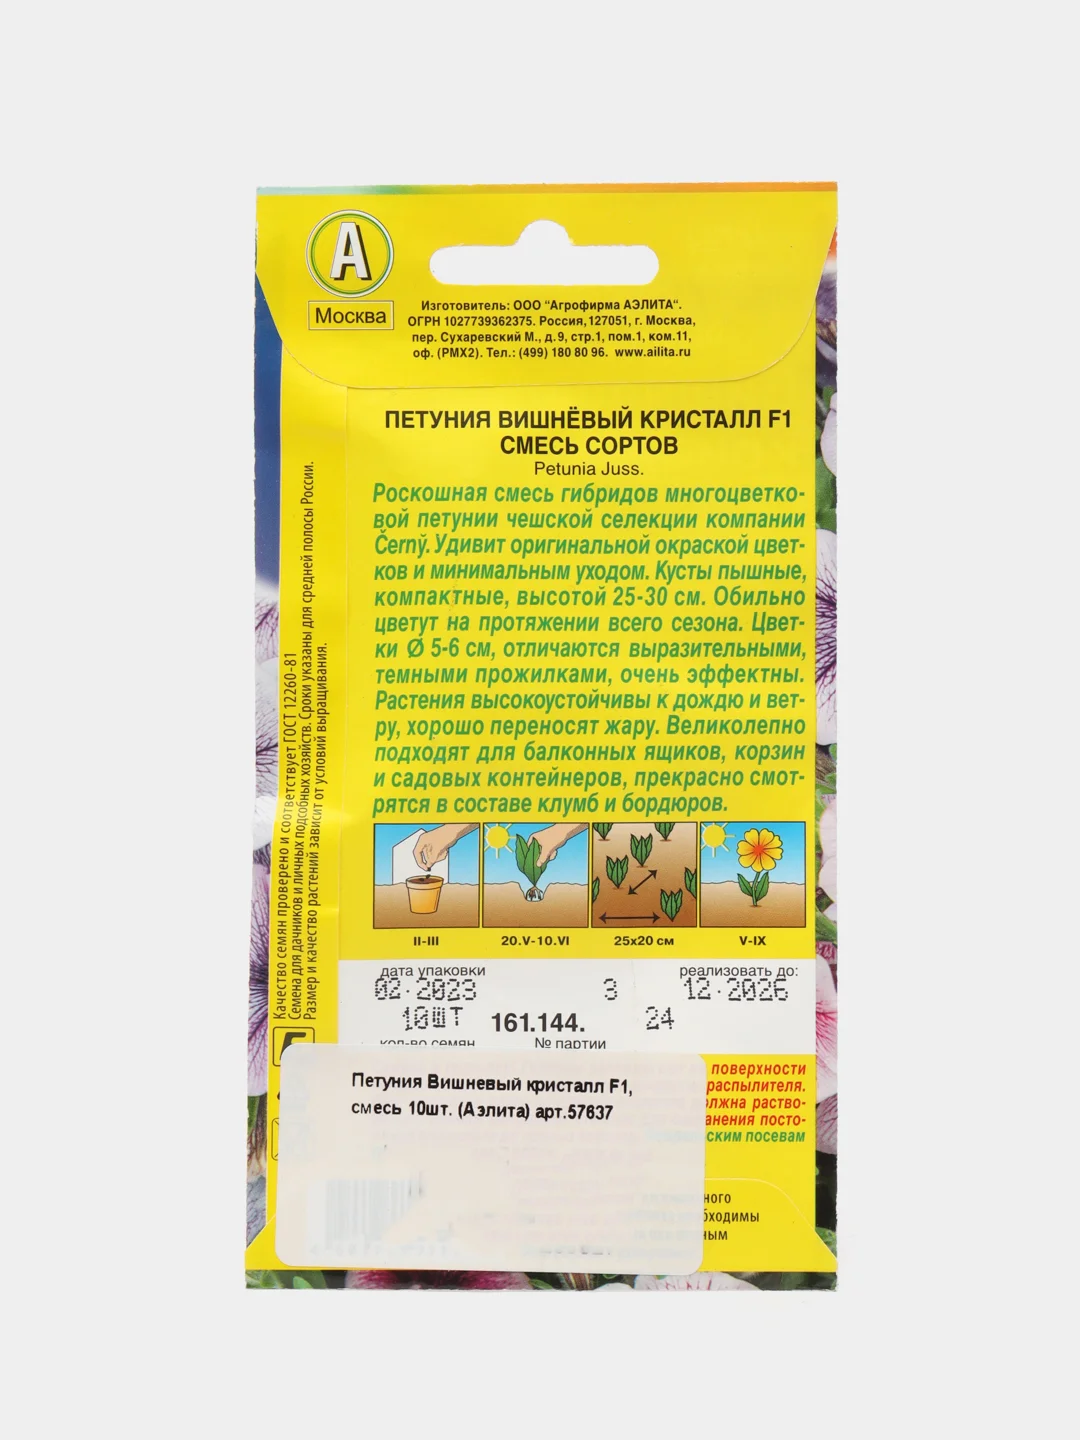 А
Москва
Изготовитель: ООО “Агрофирма АЭЛИТА“.
ОГРН 1027739362375. Россия,127051, г. Москва,
пер. Сухаревский М., д.9, стр.1, пом.1, ком.11,
оф. (РМХ2). Тел.: (499) 180 80 96. www.ailita.ru
ПЕТУНИЯ ВИШНЁВЫЙ КРИСТАЛЛ F1
СМЕСЬ СОРТОВ
Petunia Juss.
Роскошная смесь гибридов многоцветко-
вой петунии чешской селекции компании
Černy̆. Удивит оригинальной окраской цвет-
ков и минимальным уходом. Кусты пышные,
компактные, высотой 25-30 см. Обильно
цветут на протяжении всего сезона. Цвет-
ки Ø 5-6 см, отличаются выразительными,
темными прожилками, очень эффектны.
Растения высокоустойчивы к дождю и вет-
ру, хорошо переносят жару. Великолепно
подходят для балконных ящиков, корзин
и садовых контейнеров, прекрасно смот-
рятся в составе клумб и бордюров.
II-III
20.V-10.VI
25x20 см
V-IX
Качество семян проверено и соответствует ГОСТ 12260-81
Семена для дачников и личных подсобных хозяйств. Сроки указаны для средней полосы России.
Размер и качество растений зависит от условий выращивания.
дата упаковки
реализовать до:
02.2023 3 12.2026
10ШТ 161.144. 24
кол-во семян № партии
поверхности
распылителя.
раство-
посто-
посевам
Петуния Вишневый кристалл F1,
смесь 10шт. (Аэлита) арт.57637